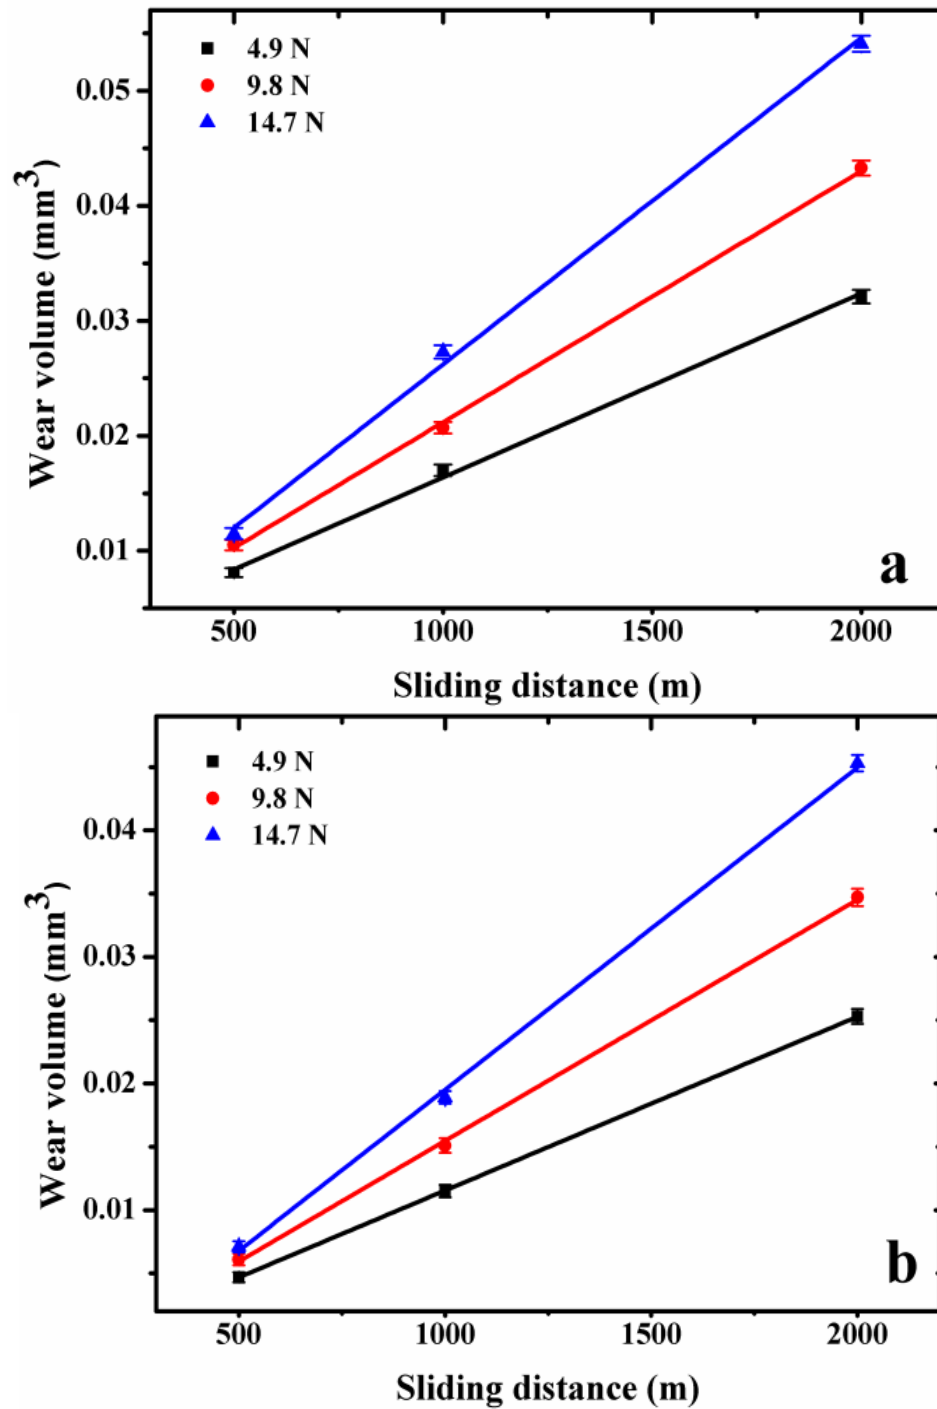 4.9 N
9.8 N
14.7 N
0.05
0.04
0.03
0.02
0.01
Wear volume (mm³)
a
500 1000 1500 2000
Sliding distance (m)
4.9 N
9.8 N
14.7 N
0.04
0.03
0.02
0.01
Wear volume (mm³)
b
500 1000 1500 2000
Sliding distance (m)